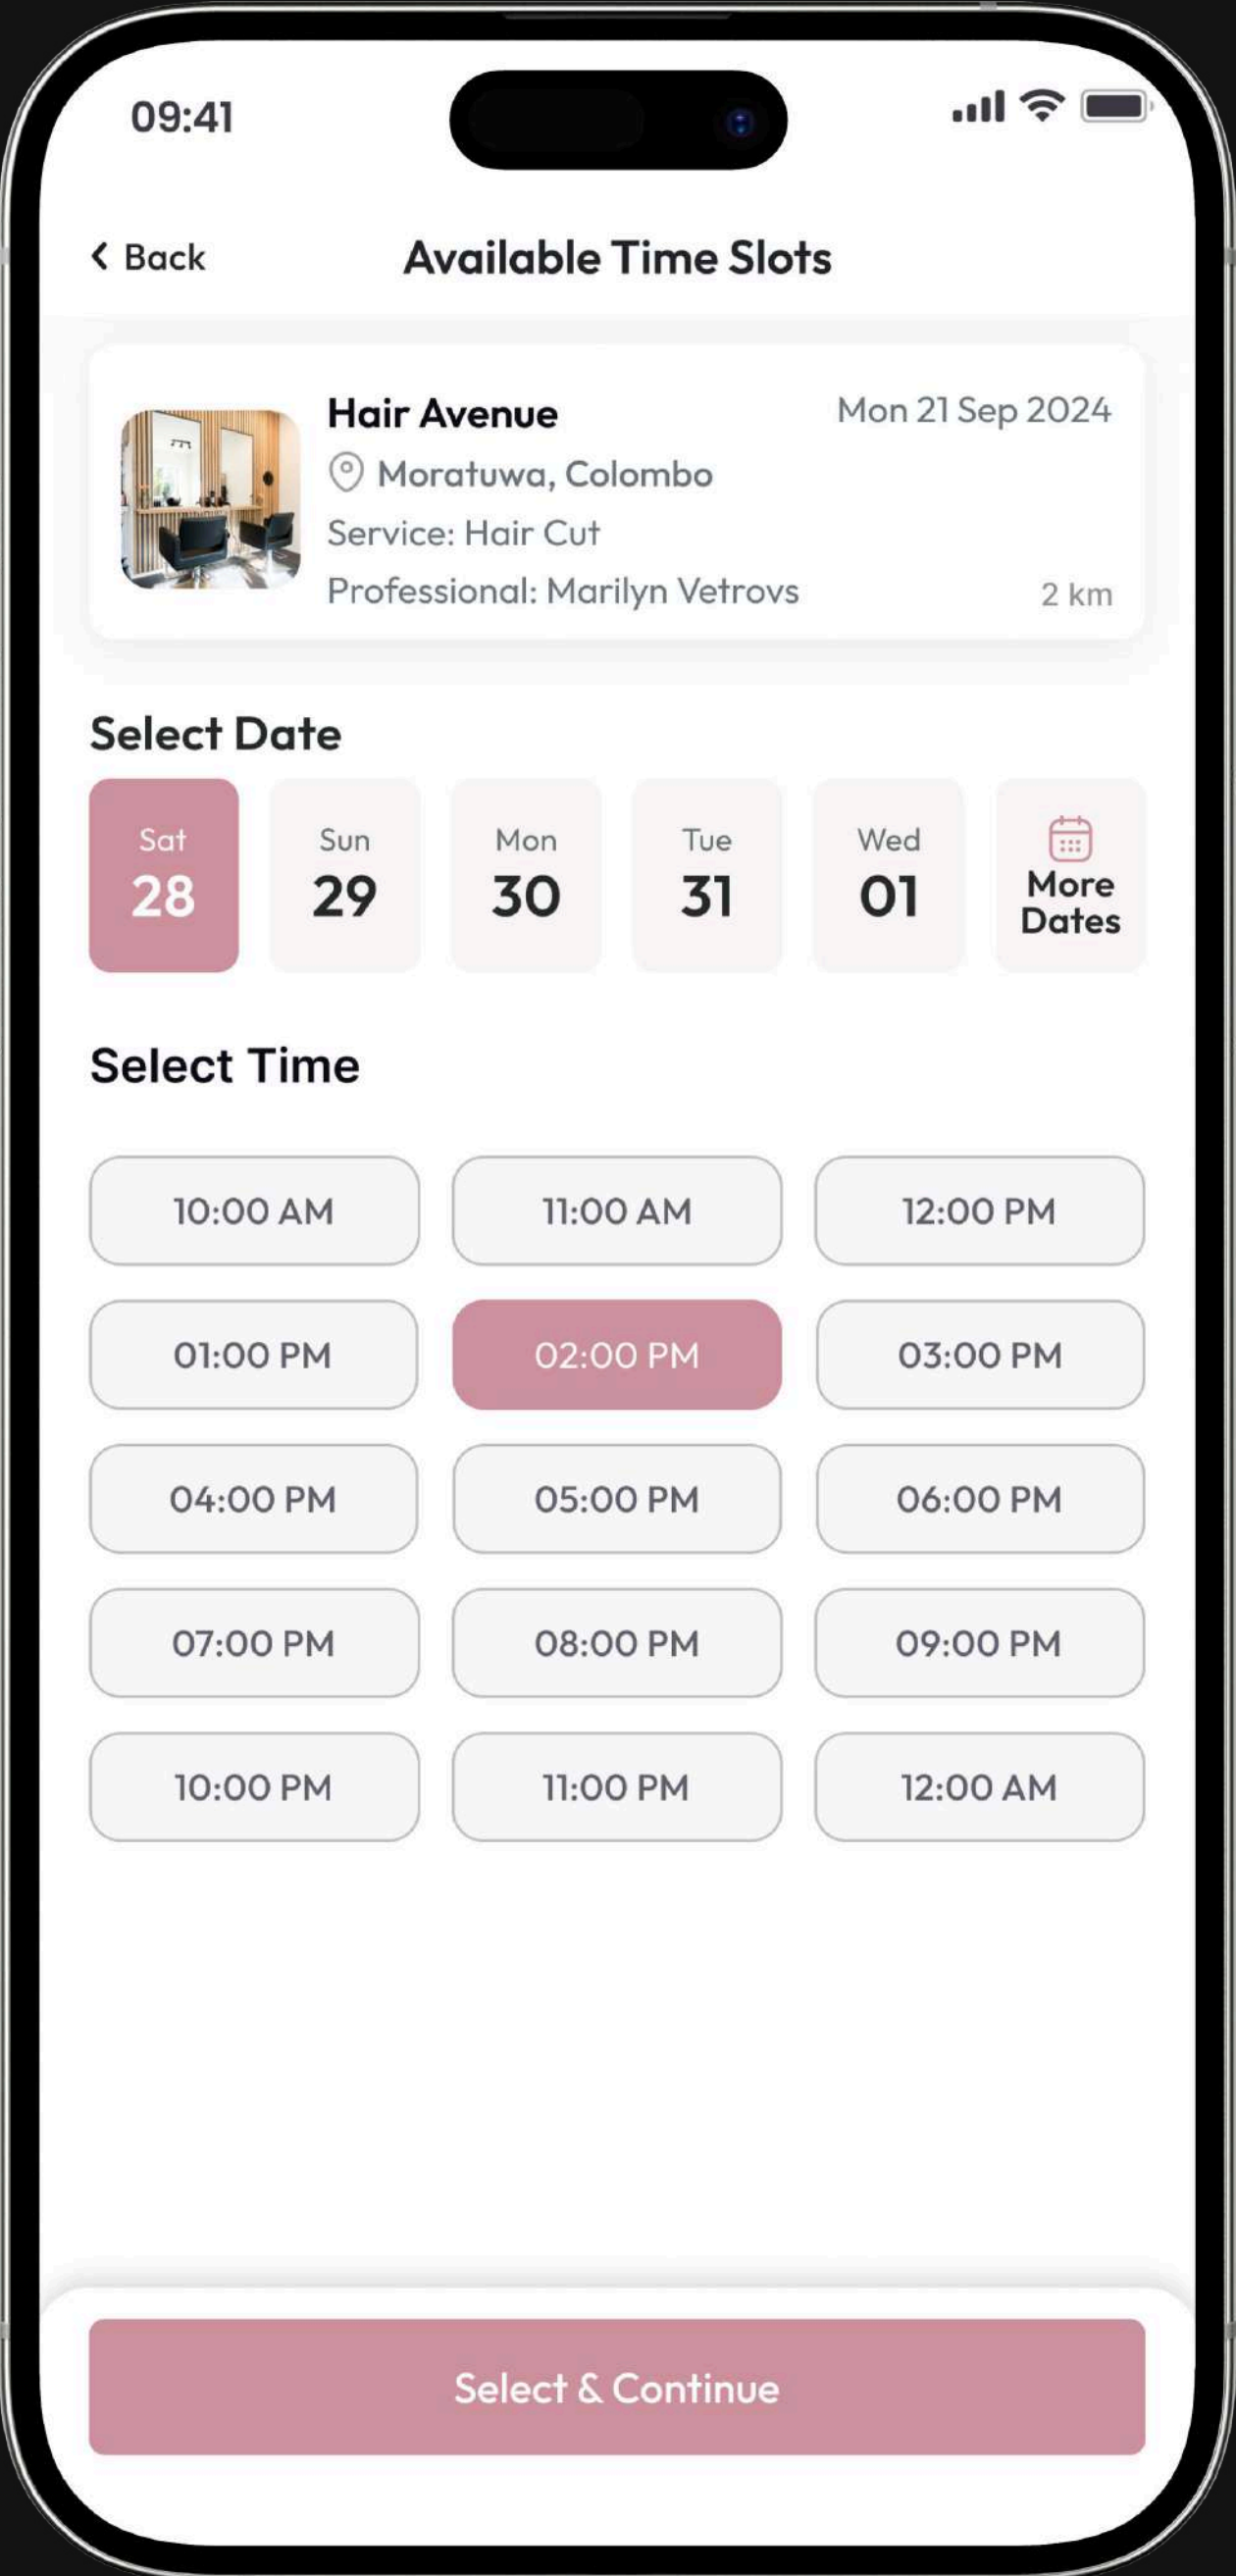 09:41
Back
Available Time Slots
Hair Avenue
Mon 21 Sep 2024
Moratuwa, Colombo
Service: Hair Cut
Professional: Marilyn Vetrovs
2 km
Select Date
Sat
28
Sun
29
Mon
30
Tue
31
Wed
01
More
Dates
Select Time
10:00 AM
11:00 AM
12:00 PM
01:00 PM
02:00 PM
03:00 PM
04:00 PM
05:00 PM
06:00 PM
07:00 PM
08:00 PM
09:00 PM
10:00 PM
11:00 PM
12:00 AM
Select & Continue